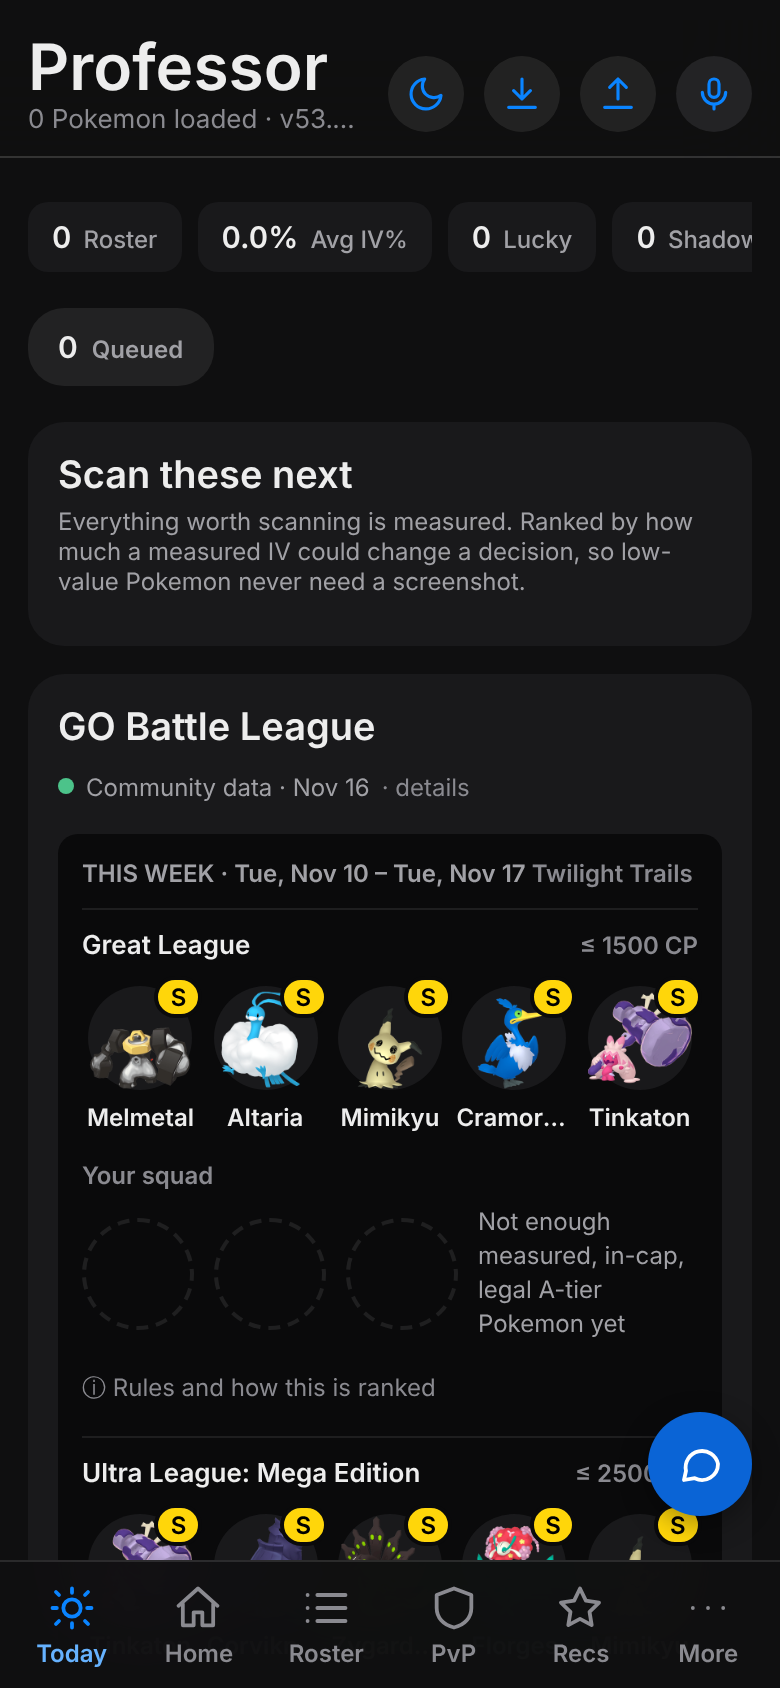 Professor
0 Pokemon loaded · v53....
0 Roster
0.0% Avg IV%
0 Lucky
0 Shadow
0 Queued
Scan these next
Everything worth scanning is measured. Ranked by how
much a measured IV could change a decision, so low-
value Pokemon never need a screenshot.
GO Battle League
Community data · Nov 16 · details
THIS WEEK · Tue, Nov 10 – Tue, Nov 17 Twilight Trails
Great League
≤ 1500 CP
S S S S S
Melmetal Altaria Mimikyu Cramor... Tinkaton
Your squad
Not enough
measured, in-cap,
legal A-tier
Pokemon yet
ⓘ Rules and how this is ranked
Ultra League: Mega Edition
≤ 2500
S S S S S
Today Home Roster PvP Recs More